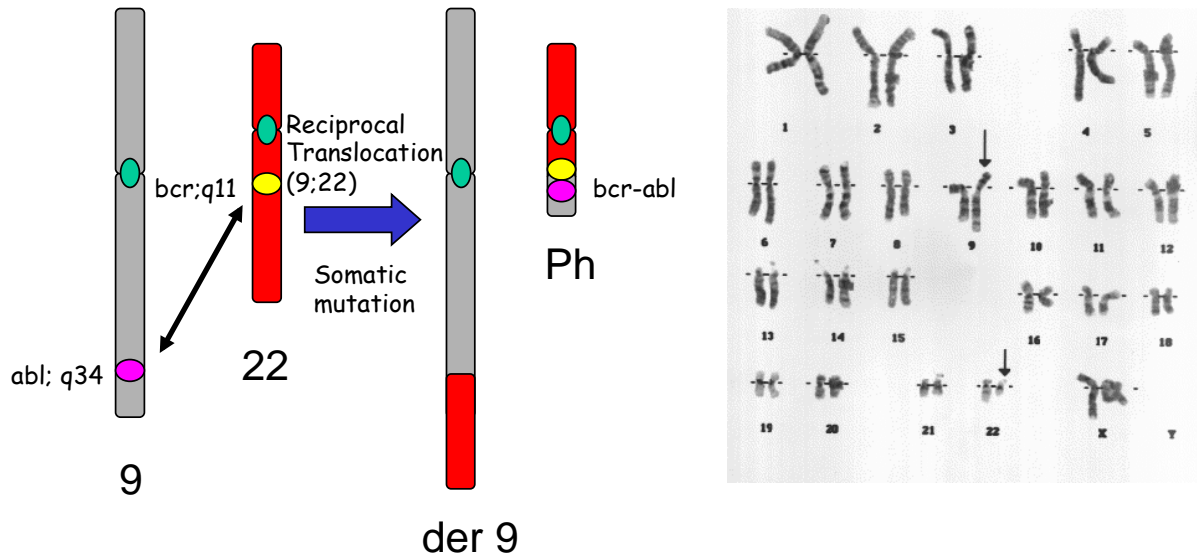 Reciprocal
Translocation
(9;22)
bcr;q11
bcr-abl
Ph
Somatic
mutation
22
abl; q34
9
der 9
1
2
3
4
5
6
7
8
9
10
11
12
13
14
15
16
17
18
19
20
21
22
X
Y